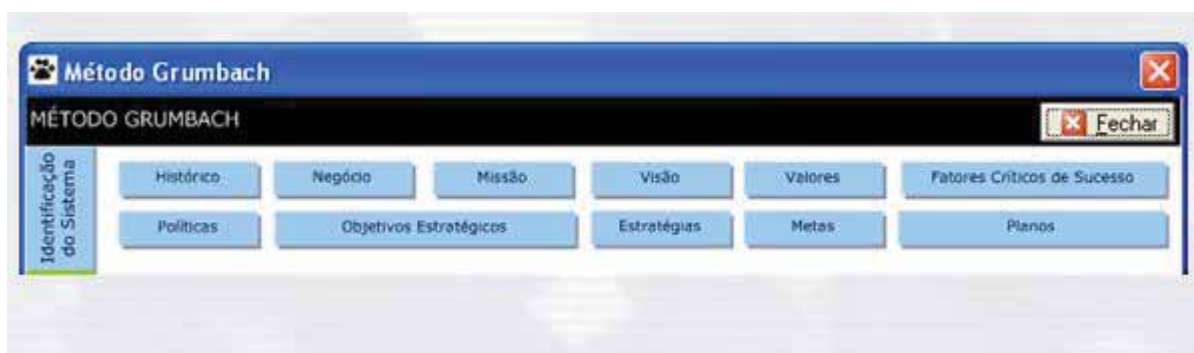 Método Grumbach
MÉTODO GRUMBACH
Fechar
Identificação
do Sistema
Histórico
Negócio
Missão
Visão
Valores
Fatores Críticos de Sucesso
Políticas
Objetivos Estratégicos
Estratégias
Metas
Planos